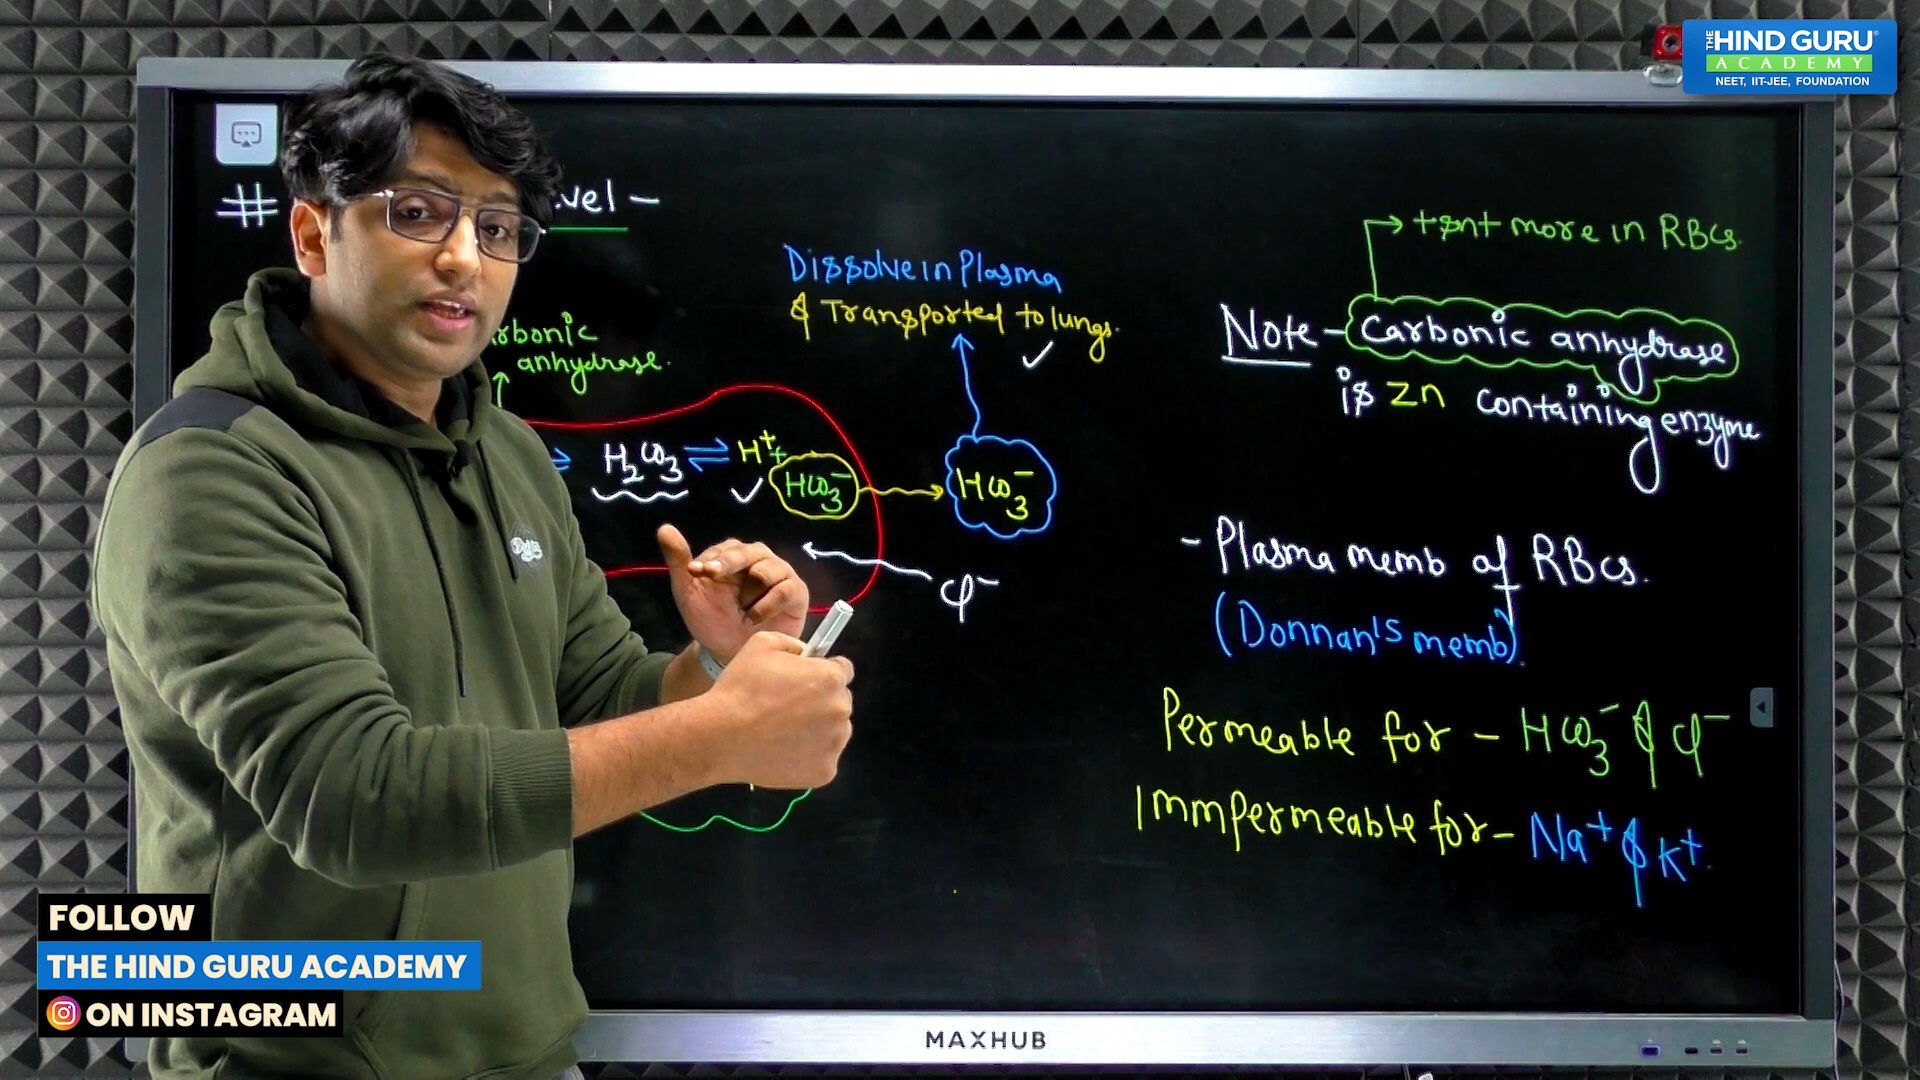 THE HIND GURU
ACADEMY
NEET, IIT-JEE, FOUNDATION
# vel –
Dissolve in Plasma
& Transported to lungs.
rbonic
anhydrase.
H2CO3 ⇌ H+ + HCO3- → HCO3-
Cl-
more in RBCs
Note – Carbonic anhydrase
is Zn containing enzyme
- Plasma memb of RBCs.
(Donnan's memb).
Permeable for – HCO3- & Cl-
Immpermeable for – Na+ & K+.
FOLLOW
THE HIND GURU ACADEMY
ON INSTAGRAM
MAXHUB